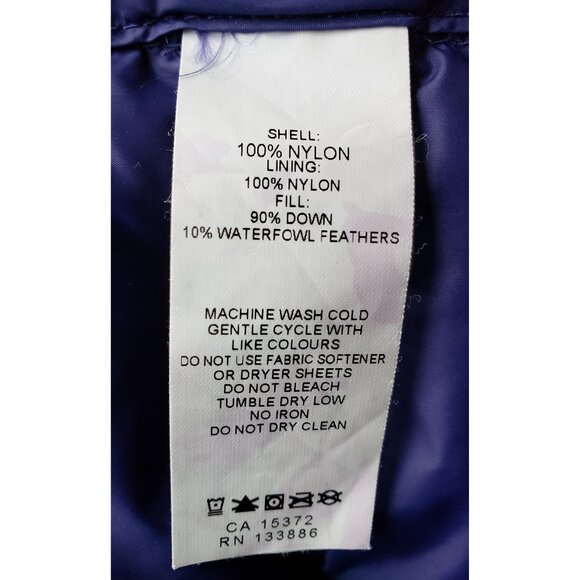 SHELL:
100% NYLON
LINING:
100% NYLON
FILL:
90% DOWN
10% WATERFOWL FEATHERS
MACHINE WASH COLD
GENTLE CYCLE WITH
LIKE COLOURS
DO NOT USE FABRIC SOFTENER
OR DRYER SHEETS
DO NOT BLEACH
TUMBLE DRY LOW
NO IRON
DO NOT DRY CLEAN
CA 15372
RN 133886